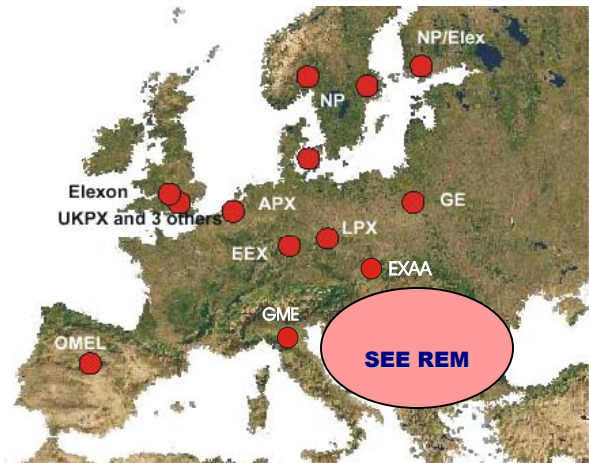 NP/Elex
NP
Elexon
APX
GE
UKPX and 3 others
LPX
EEX
EXAA
GME
OMEL
SEE REM